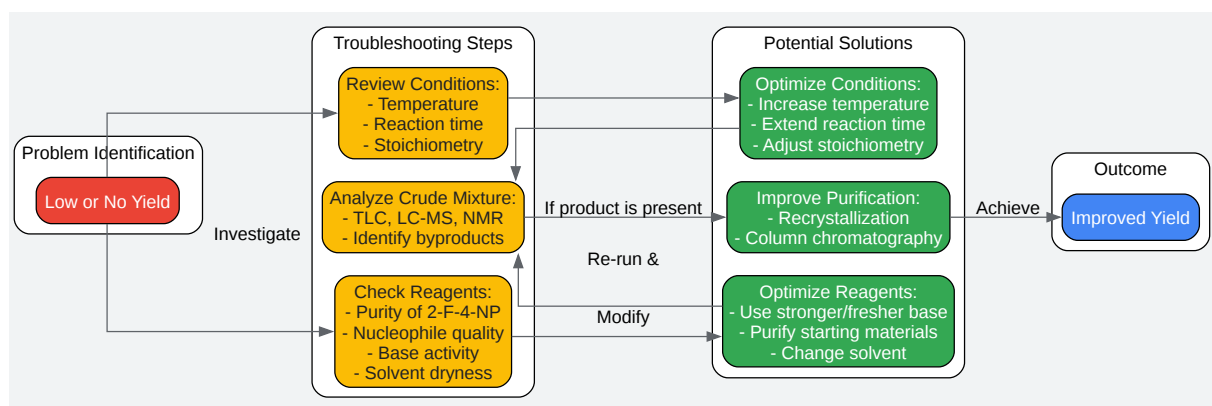 Problem Identification
Low or No Yield
Investigate
Troubleshooting Steps
Review Conditions:
- Temperature
- Reaction time
- Stoichiometry
Analyze Crude Mixture:
- TLC, LC-MS, NMR
- Identify byproducts
Check Reagents:
- Purity of 2-F-4-NP
- Nucleophile quality
- Base activity
- Solvent dryness
If product is present
Re-run &
Modify
Potential Solutions
Optimize Conditions:
- Increase temperature
- Extend reaction time
- Adjust stoichiometry
Improve Purification:
- Recrystallization
- Column chromatography
Optimize Reagents:
- Use stronger/fresher base
- Purify starting materials
- Change solvent
Achieve
Outcome
Improved Yield